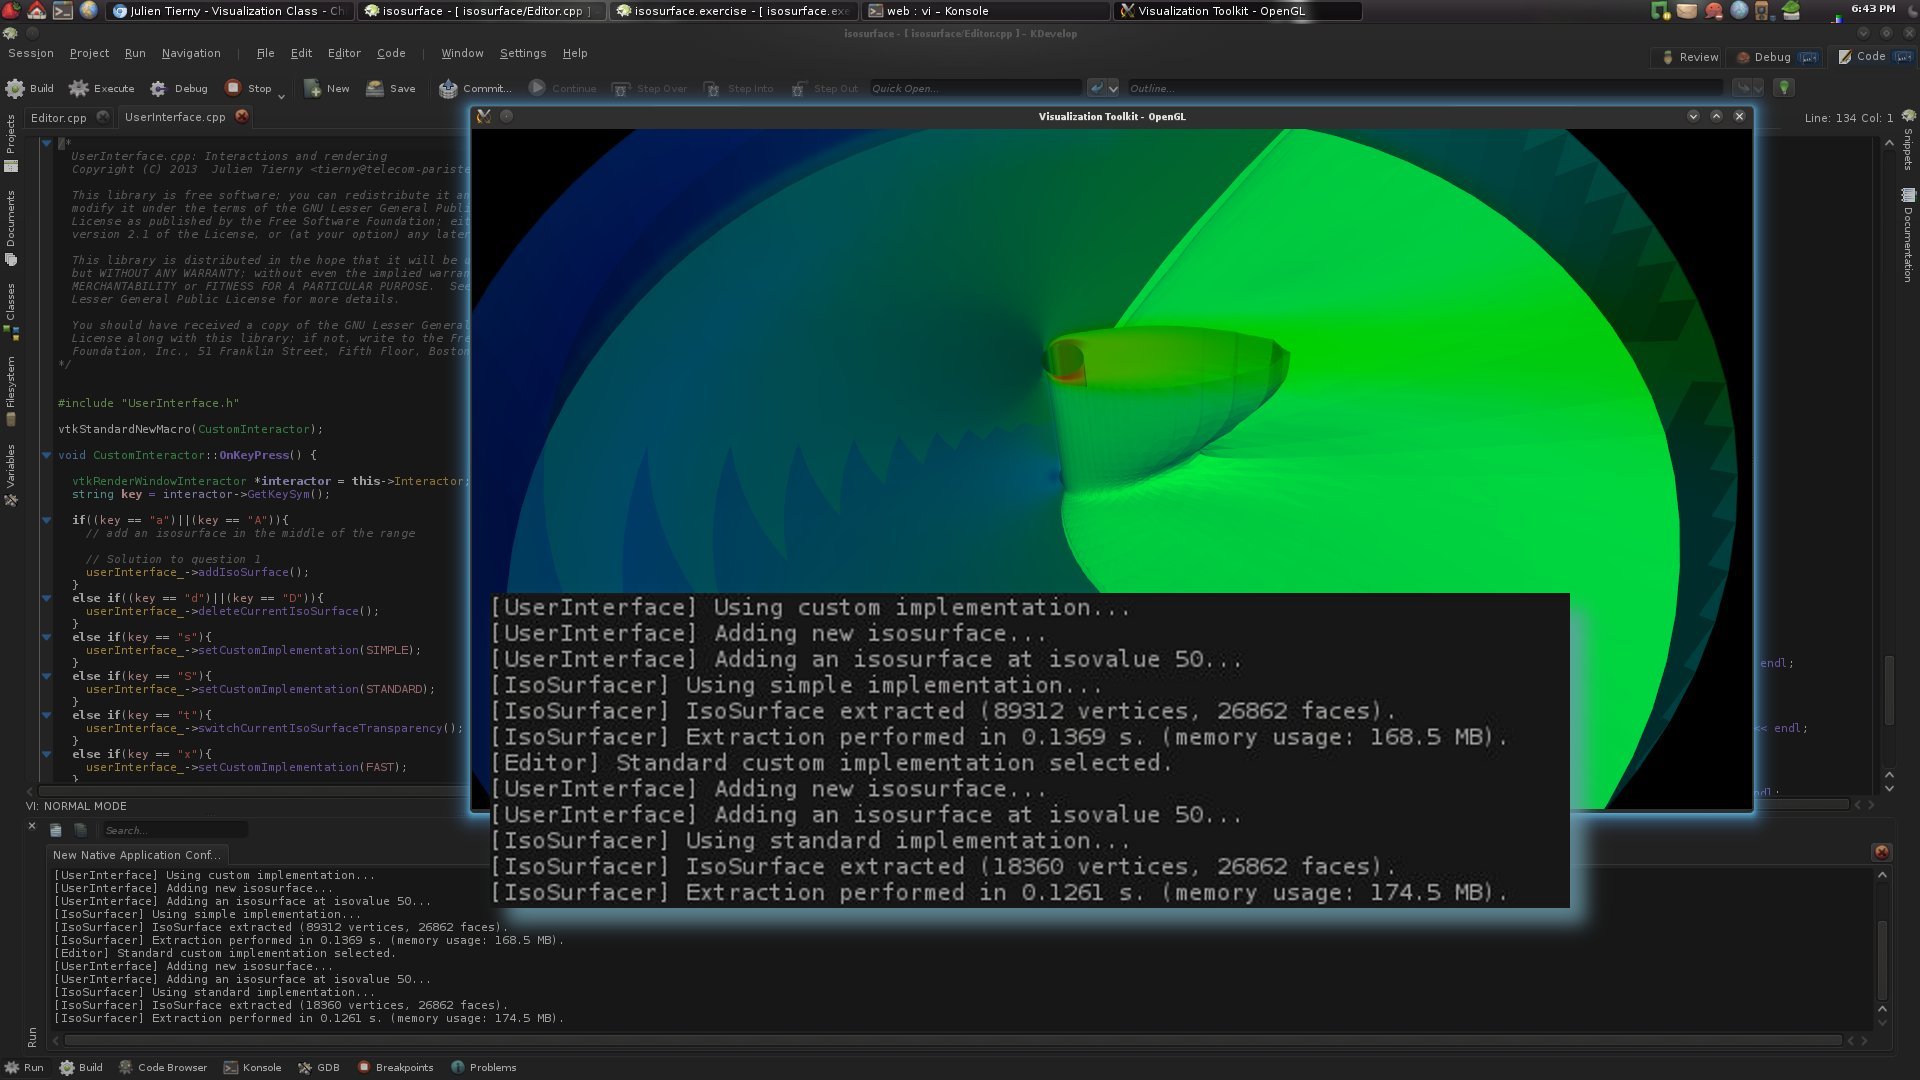 Julien Tierny - Visualization Class - Ch
isosurface - [ isosurface/Editor.cpp ]
isosurface.exercise - [ isosurface.exe
web : vi – Konsole
Visualization Toolkit - OpenGL
6:43 PM
isosurface - [ isosurface/Editor.cpp ] – KDevelop
Session Project Run Navigation File Edit Editor Code Window Settings Help
Review Debug Code
Build Execute Debug Stop New Save Commit... Continue Step Over Step Into Step Out Quick Open... Outline...
Editor.cpp UserInterface.cpp
Line: 134 Col: 1
Visualization Toolkit - OpenGL
Projects
Documents
Classes
Filesystem
Variables
Snippets
Documentation
/*
UserInterface.cpp: Interactions and rendering
Copyright (C) 2013 Julien Tierny <tierny@telecom-pariste
This library is free software; you can redistribute it an
modify it under the terms of the GNU Lesser General Publi
License as published by the Free Software Foundation; eit
version 2.1 of the License, or (at your option) any later
This library is distributed in the hope that it will be u
but WITHOUT ANY WARRANTY; without even the implied warran
MERCHANTABILITY or FITNESS FOR A PARTICULAR PURPOSE. See
Lesser General Public License for more details.
You should have received a copy of the GNU Lesser General
License along with this library; if not, write to the Fre
Foundation, Inc., 51 Franklin Street, Fifth Floor, Boston
*/
#include "UserInterface.h"
vtkStandardNewMacro(CustomInteractor);
void CustomInteractor::OnKeyPress() {
vtkRenderWindowInteractor *interactor = this->Interactor;
string key = interactor->GetKeySym();
if((key == "a")||(key == "A")){
// add an isosurface in the middle of the range
// Solution to question 1
userInterface_->addIsoSurface();
}
else if((key == "d")||(key == "D")){
userInterface_->deleteCurrentIsoSurface();
}
else if(key == "s"){
userInterface_->setCustomImplementation(SIMPLE);
}
else if(key == "S"){
userInterface_->setCustomImplementation(STANDARD);
}
else if(key == "t"){
userInterface_->switchCurrentIsoSurfaceTransparency();
}
else if(key == "x"){
userInterface_->setCustomImplementation(FAST);
}
endl;
<< endl;
[UserInterface] Using custom implementation...
[UserInterface] Adding new isosurface...
[UserInterface] Adding an isosurface at isovalue 50...
[IsoSurfacer] Using simple implementation...
[IsoSurfacer] IsoSurface extracted (89312 vertices, 26862 faces).
[IsoSurfacer] Extraction performed in 0.1369 s. (memory usage: 168.5 MB).
[Editor] Standard custom implementation selected.
[UserInterface] Adding new isosurface...
[UserInterface] Adding an isosurface at isovalue 50...
[IsoSurfacer] Using standard implementation...
[IsoSurfacer] IsoSurface extracted (18360 vertices, 26862 faces).
[IsoSurfacer] Extraction performed in 0.1261 s. (memory usage: 174.5 MB).
VI: NORMAL MODE
Search...
New Native Application Conf...
[UserInterface] Using custom implementation...
[UserInterface] Adding new isosurface...
[UserInterface] Adding an isosurface at isovalue 50...
[IsoSurfacer] Using simple implementation...
[IsoSurfacer] IsoSurface extracted (89312 vertices, 26862 faces).
[IsoSurfacer] Extraction performed in 0.1369 s. (memory usage: 168.5 MB).
[Editor] Standard custom implementation selected.
[UserInterface] Adding new isosurface...
[UserInterface] Adding an isosurface at isovalue 50...
[IsoSurfacer] Using standard implementation...
[IsoSurfacer] IsoSurface extracted (18360 vertices, 26862 faces).
[IsoSurfacer] Extraction performed in 0.1261 s. (memory usage: 174.5 MB).
Run
Run Build Code Browser Konsole GDB Breakpoints Problems